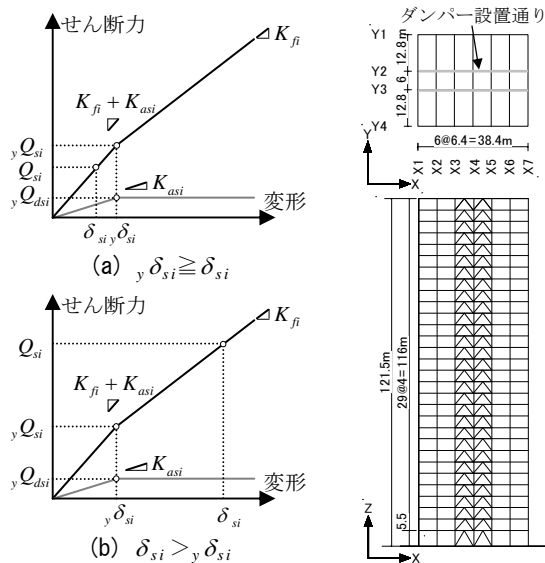 せん断力
K_fi
K_fi + K_asi
yQ_si
Q_si
yQ_dsi
K_asi
変形
δ_si yδ_si
(a) yδ_si≧δ_si
せん断力
K_fi
Q_si
K_fi + K_asi
yQ_si
K_asi
yQ_dsi
変形
yδ_si
δ_si
(b) δ_si>yδ_si
ダンパー設置通り
Y1
12.8m
Y2
6
Y3
12.8
Y4
6@6.4=38.4m
Y
X
X1
X2
X3
X4
X5
X6
X7
121.5m
29@4=116m
5.5
Z
X